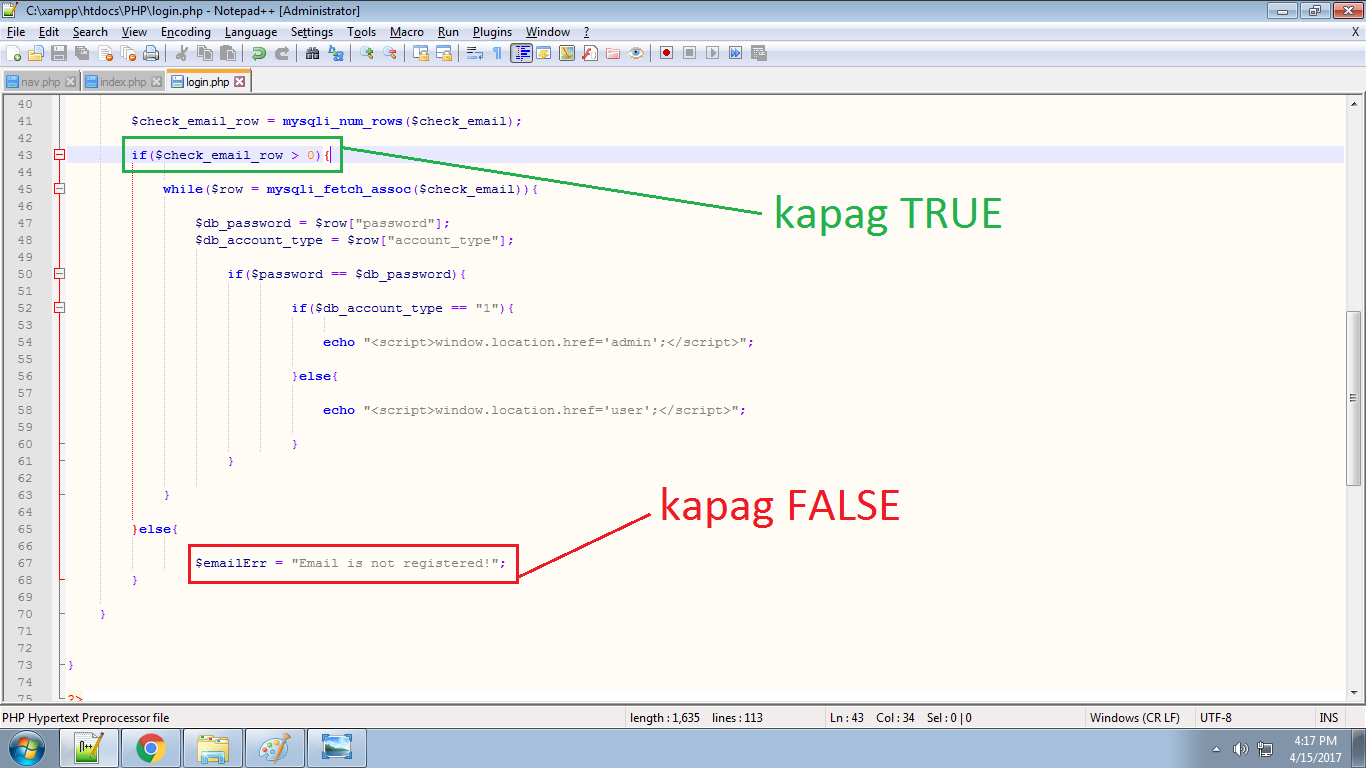 C:\xampp\htdocs\PHP\login.php - Notepad++ [Administrator]
File Edit Search View Encoding Language Settings Tools Macro Run Plugins Window ? X
nav.php index.php login.php
40
41 $check_email_row = mysqli_num_rows($check_email);
42
43 if($check_email_row > 0){
44
45 while($row = mysqli_fetch_assoc($check_email)){
46
kapag TRUE
47 $db_password = $row["password"];
48 $db_account_type = $row["account_type"];
49
50 if($password == $db_password){
51
52 if($db_account_type == "1"){
53
54 echo "<script>window.location.href='admin';</script>";
55
56 }else{
57
58 echo "<script>window.location.href='user';</script>";
59
60 }
61 }
62
63 }
kapag FALSE
64
65 }else{
66
67 $emailErr = "Email is not registered!";
68 }
69
70 }
71
72
73 }
74
75 ?>
PHP Hypertext Preprocessor file length : 1,635 lines : 113 Ln : 43 Col : 34 Sel : 0 | 0 Windows (CR LF) UTF-8 INS
4:17 PM
4/15/2017